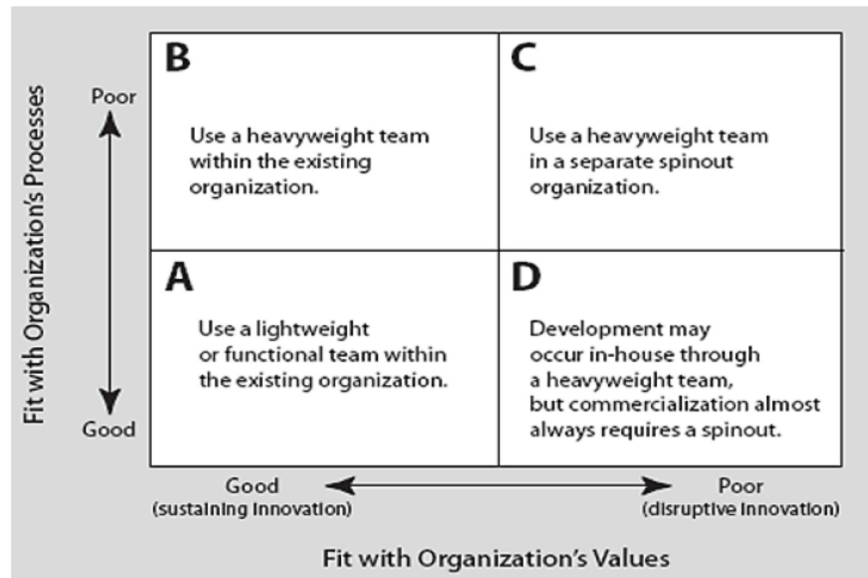 Fit with Organization's Processes
Poor
Good
B
Use a heavyweight team
within the existing
organization.
C
Use a heavyweight team
in a separate spinout
organization.
A
Use a lightweight
or functional team within
the existing organization.
D
Development may
occur in-house through
a heavyweight team,
but commercialization almost
always requires a spinout.
Good
(sustaining innovation)
Poor
(disruptive innovation)
Fit with Organization's Values